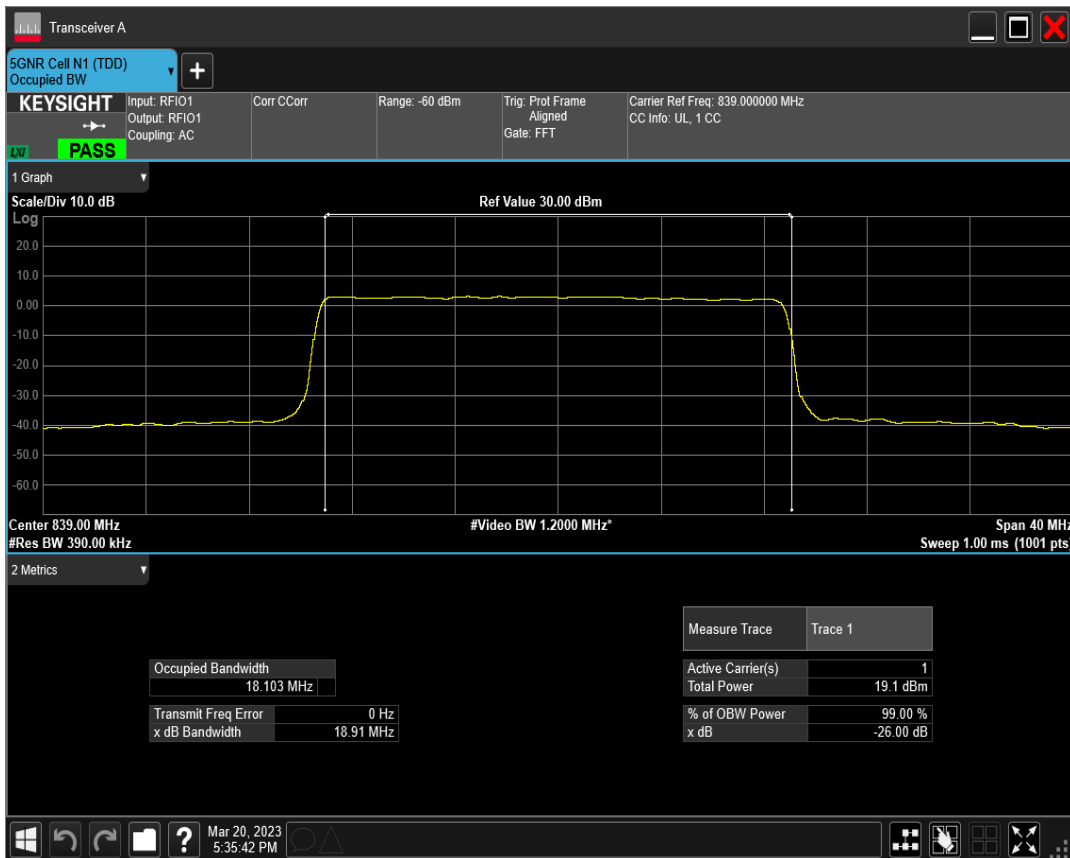 Transceiver A
5GNR Cell N1 (TDD)
Occupied BW
+
KEYSIGHT
LXI
PASS
Input: RFIO1
Output: RFIO1
Coupling: AC
Corr CCorr
Range: -60 dBm
Trig: Prot Frame
Aligned
Gate: FFT
Carrier Ref Freq: 839.000000 MHz
CC Info: UL, 1 CC
1 Graph
Scale/Div 10.0 dB
Ref Value 30.00 dBm
Log
20.0
10.0
0.00
-10.0
-20.0
-30.0
-40.0
-50.0
-60.0
Center 839.00 MHz
#Video BW 1.2000 MHz*
Span 40 MHz
#Res BW 390.00 kHz
Sweep 1.00 ms (1001 pts)
2 Metrics
Measure Trace Trace 1
Occupied Bandwidth
18.103 MHz
Active Carrier(s) 1
Total Power 19.1 dBm
Transmit Freq Error 0 Hz
x dB Bandwidth 18.91 MHz
% of OBW Power 99.00 %
x dB -26.00 dB
?
Mar 20, 2023
5:35:42 PM